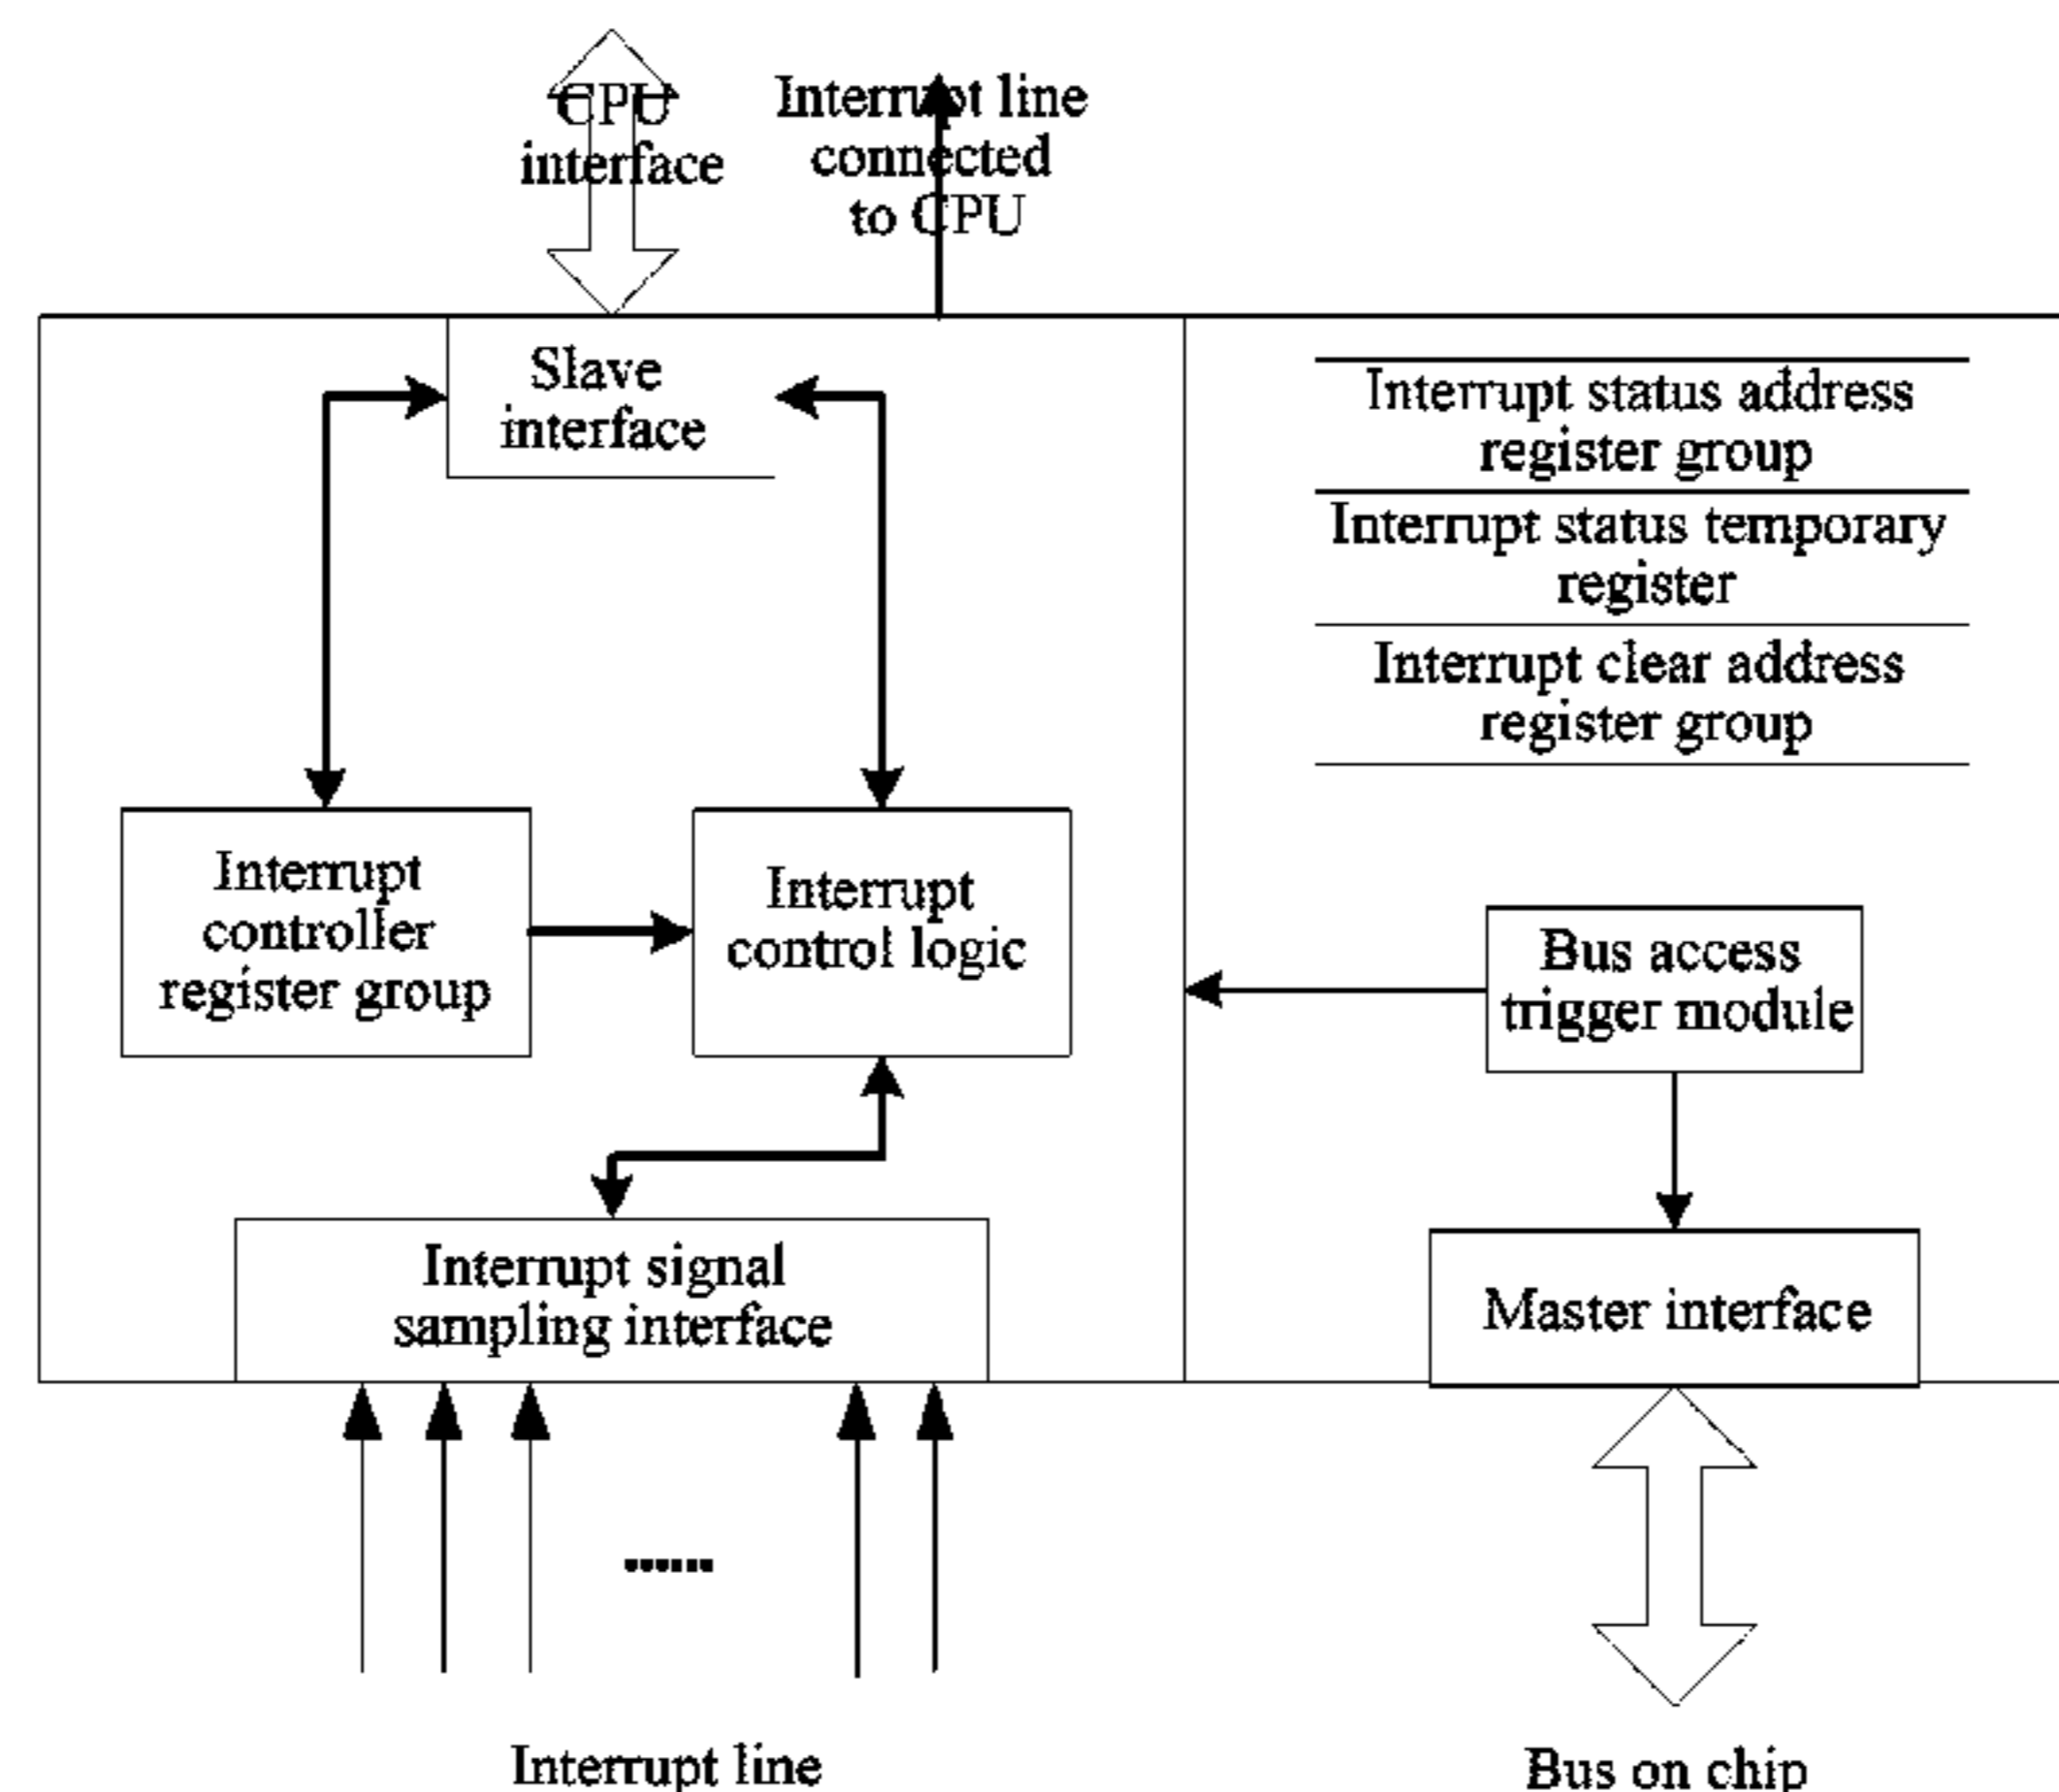 CPU
interface
Interrupt line
connected
to CPU
Slave
interface
Interrupt status address
register group
Interrupt status temporary
register
Interrupt clear address
register group
Interrupt
controller
register group
Interrupt
control logic
Bus access
trigger module
Interrupt signal
sampling interface
Master interface
......
Interrupt line
Bus on chip